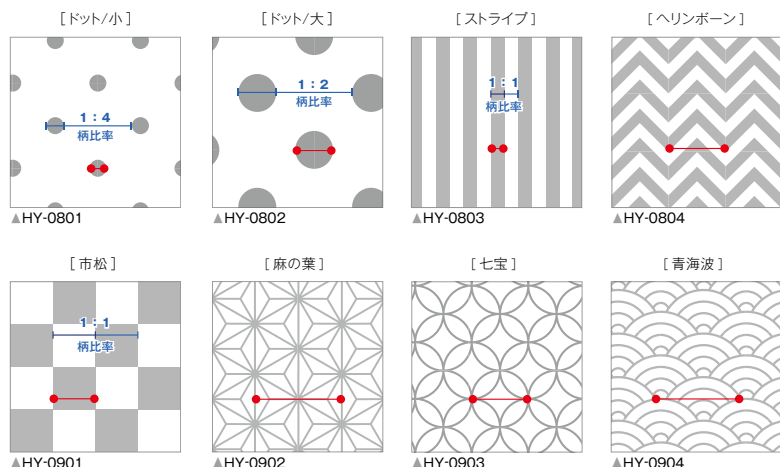 [ドット/小]
[ドット/大]
[ストライプ]
[ヘリンボーン]
1：4
柄比率
1：2
柄比率
1：1
柄比率
▲HY-0801
▲HY-0802
▲HY-0803
▲HY-0804
[市松]
[麻の葉]
[七宝]
[青海波]
1：1
柄比率
▲HY-0901
▲HY-0902
▲HY-0903
▲HY-0904